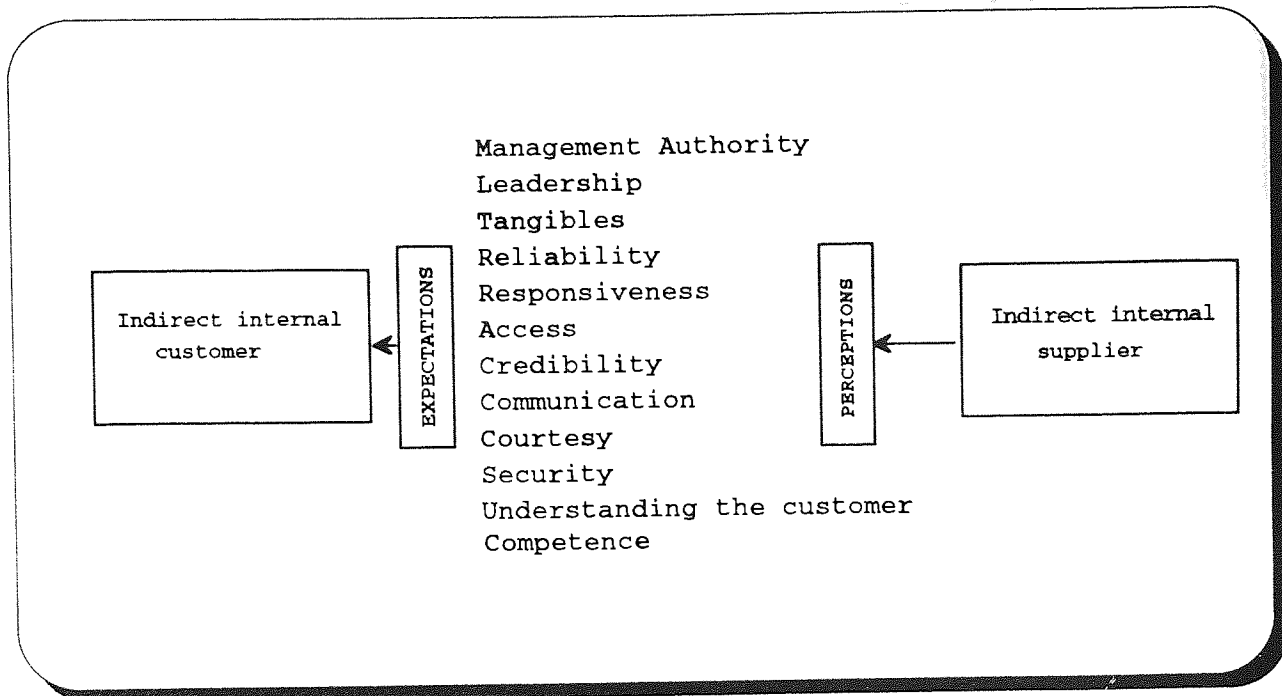 Indirect internal
customer
EXPECTATIONS
Management Authority
Leadership
Tangibles
Reliability
Responsiveness
Access
Credibility
Communication
Courtesy
Security
Understanding the customer
Competence
PERCEPTIONS
Indirect internal
supplier